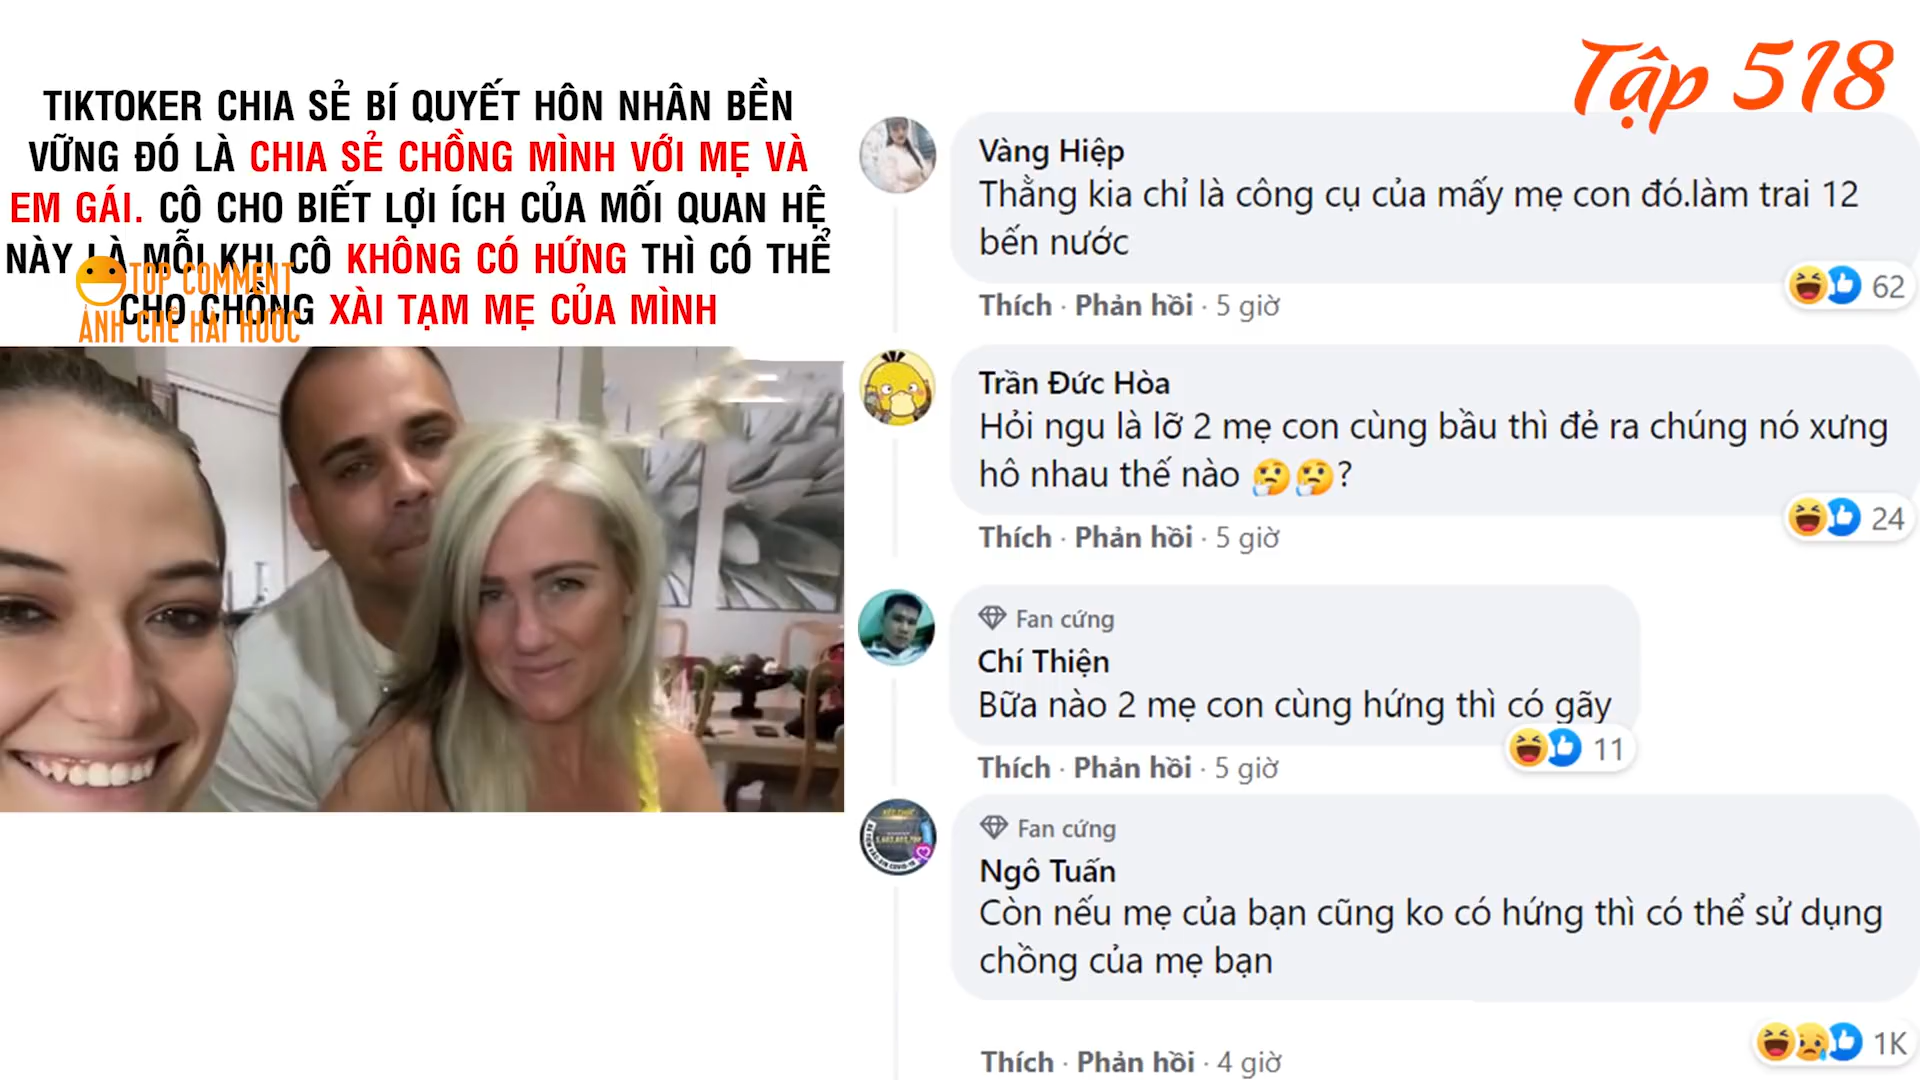 Tập 518
TIKTOKER CHIA SẺ BÍ QUYẾT HÔN NHÂN BỀN
VỮNG ĐÓ LÀ CHIA SẺ CHỒNG MÌNH VỚI MẸ VÀ
EM GÁI. CÔ CHO BIẾT LỢI ÍCH CỦA MỐI QUAN HỆ
NÀY LÀ MỖI KHI CÔ KHÔNG CÓ HỨNG THÌ CÓ THỂ
CHO CHỒNG XÀI TẠM MẸ CỦA MÌNH
TOP COMMENT
ẢNH CHẾ HÀI HƯỚC
Vàng Hiệp
Thằng kia chỉ là công cụ của mấy mẹ con đó.làm trai 12
bến nước
62
Thích · Phản hồi · 5 giờ
Trần Đức Hòa
Hỏi ngu là lỡ 2 mẹ con cùng bầu thì đẻ ra chúng nó xưng
hô nhau thế nào 🤔🤔?
24
Thích · Phản hồi · 5 giờ
Fan cứng
Chí Thiện
Bữa nào 2 mẹ con cùng hứng thì có gãy
11
Thích · Phản hồi · 5 giờ
Fan cứng
Ngô Tuấn
Còn nếu mẹ của bạn cũng ko có hứng thì có thể sử dụng
chồng của mẹ bạn
1K
Thích · Phản hồi · 4 giờ